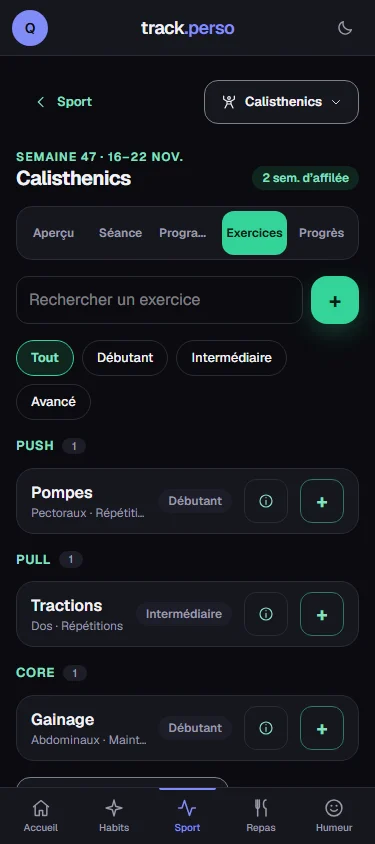 Q
track.perso
Sport
Calisthenics
SEMAINE 47 · 16–22 NOV.
Calisthenics
2 sem. d'affilée
Aperçu Séance Progra... Exercices Progrès
Rechercher un exercice
+
Tout Débutant Intermédiaire
Avancé
PUSH 1
Pompes
Débutant
+
Pectoraux · Répétiti...
PULL 1
Tractions
Intermédiaire
+
Dos · Répétitions
CORE 1
Gainage
Débutant
+
Abdominaux · Maint...
Accueil Habits Sport Repas Humeur